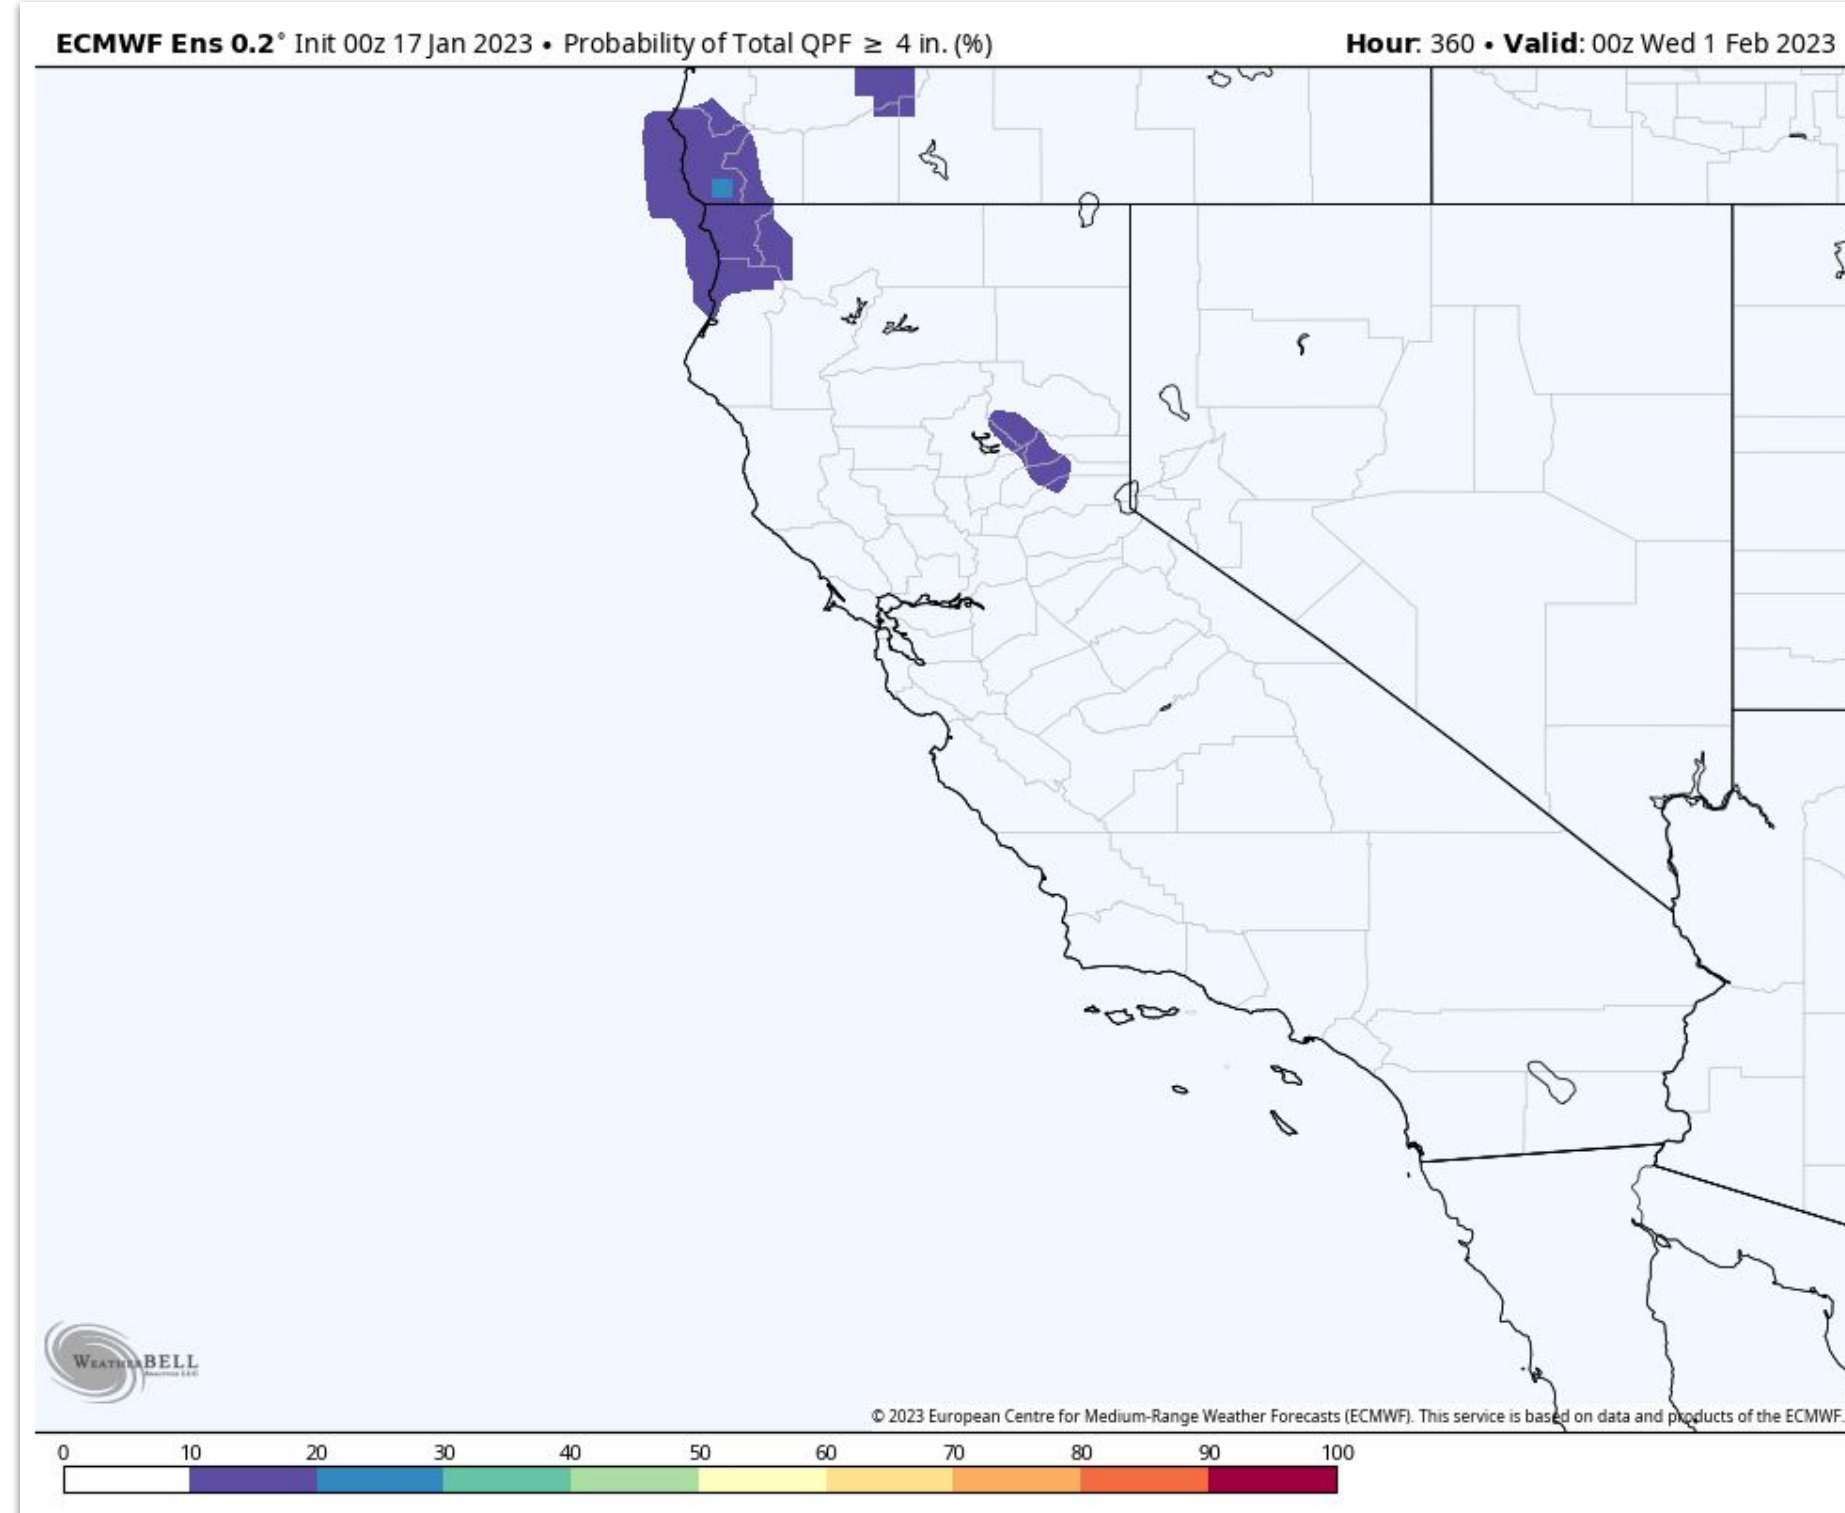 ECMWF Ens 0.2° Init 00z 17 Jan 2023 • Probability of Total QPF ≥ 4 in. (%)
Hour: 360 • Valid: 00z Wed 1 Feb 2023
WEATHERBELL
© 2023 European Centre for Medium-Range Weather Forecasts (ECMWF). This service is based on data and products of the ECMWF.
0 10 20 30 40 50 60 70 80 90 100